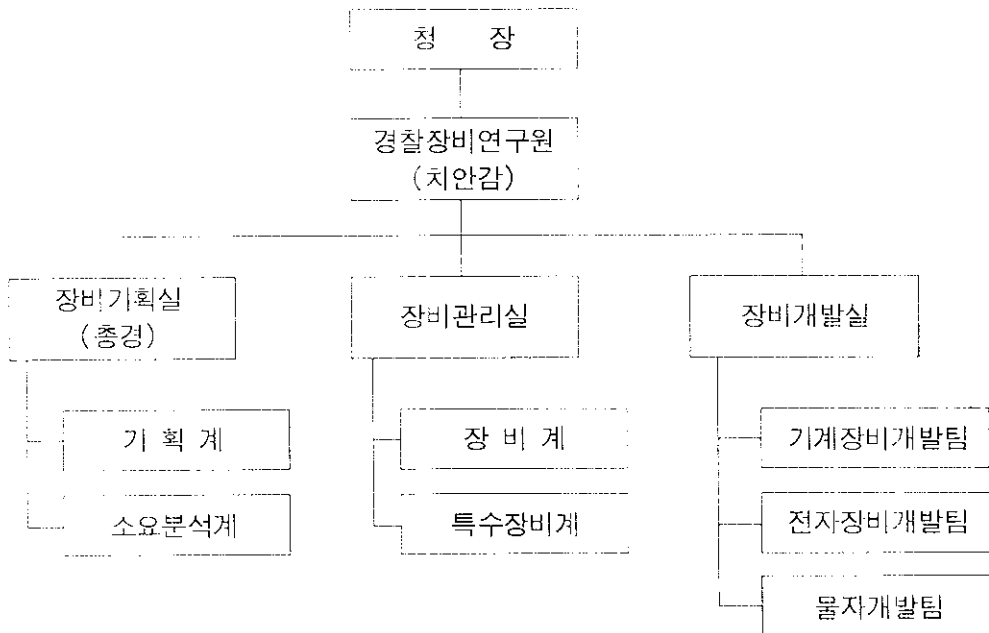 청 장
경찰장비연구원
(치안감)
장비기획실
(총경)
장비관리실
장비개발실
기 획 계
장 비 계
기계장비개발팀
소요분석계
특수장비계
전자장비개발팀
물자개발팀